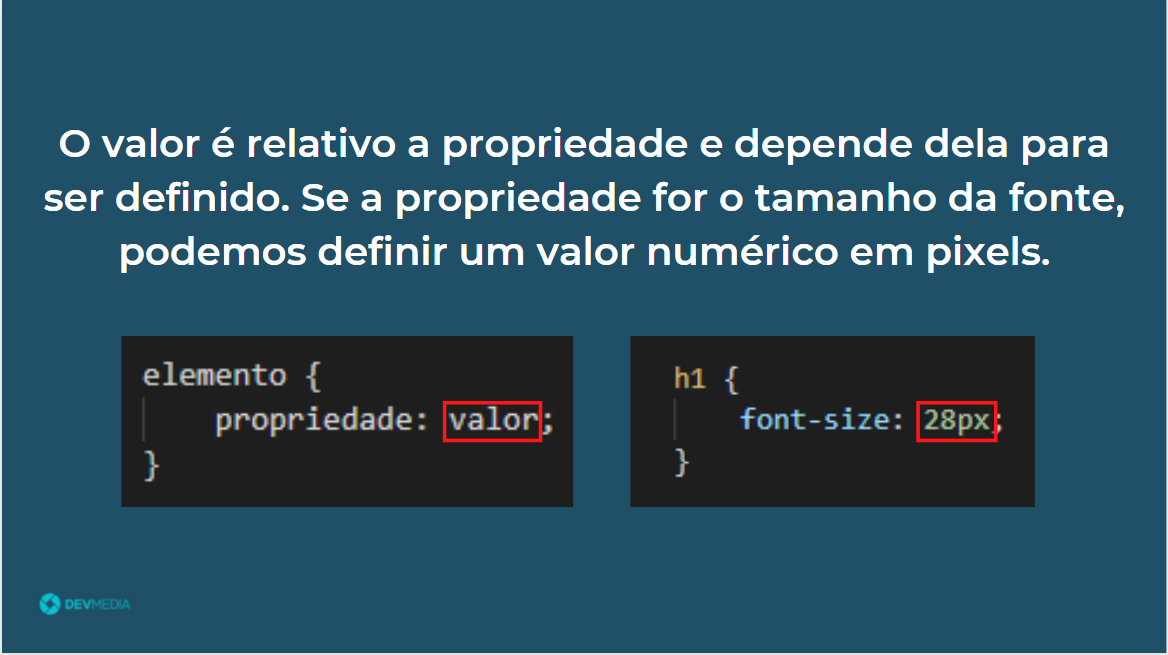 O valor é relativo a propriedade e depende dela para
ser definido. Se a propriedade for o tamanho da fonte,
podemos definir um valor numérico em pixels.
elemento {
propriedade: valor;
}
h1 {
font-size: 28px;
}
DEVMEDIA